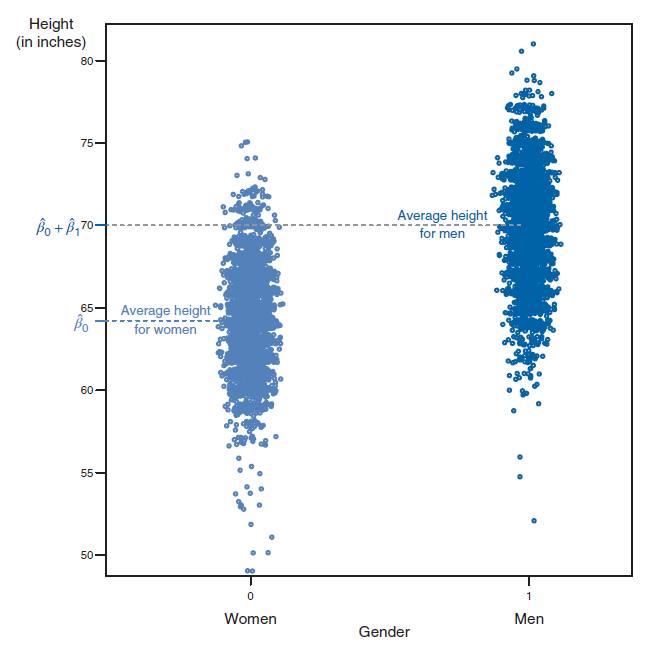 Height
(in inches)
80
75
β̂₀ + β̂₁
70
Average height
for men
65
β̂₀
Average height
for women
60
55
50
0
1
Women
Men
Gender